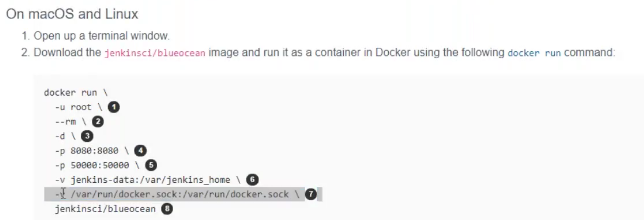 On macOS and Linux
1. Open up a terminal window.
2. Download the jenkinsci/blueocean image and run it as a container in Docker using the following docker run command:
docker run \
-u root \ 1
--rm \ 2
-d \ 3
-p 8080:8080 \ 4
-p 50000:50000 \ 5
-v jenkins-data:/var/jenkins_home \ 6
-v /var/run/docker.sock:/var/run/docker.sock \ 7
jenkinsci/blueocean 8